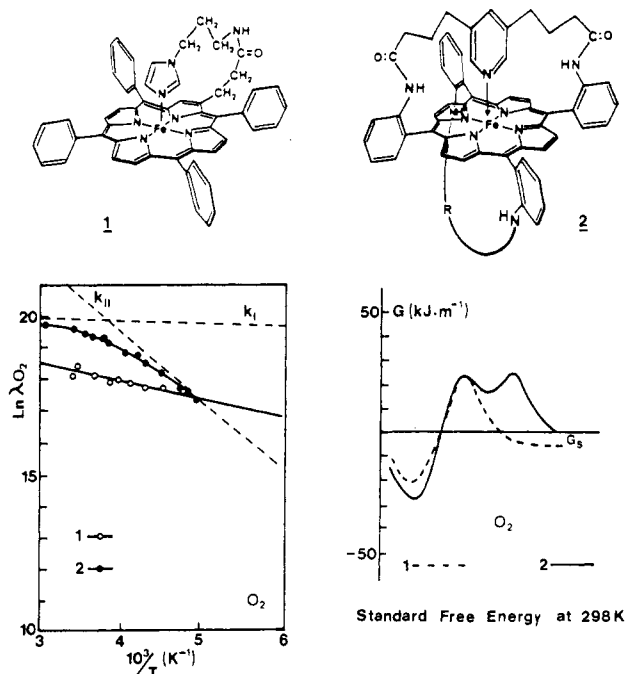 CH₂
CH₂
CH₂
NH
C=O
CH₂
CH₂
N
N
N
N
N
N
Fe
1
C=O
O=C
NH
HN
N
N
N
N
N
Fe
R
HN
2
Ln λO₂
20
15
10
k_II
k_I
1
2
O₂
3 4 5 6
10³/T (K⁻¹)
50
G (kJ.m⁻¹)
G_s
O₂
-50
1
2
Standard Free Energy at 298K